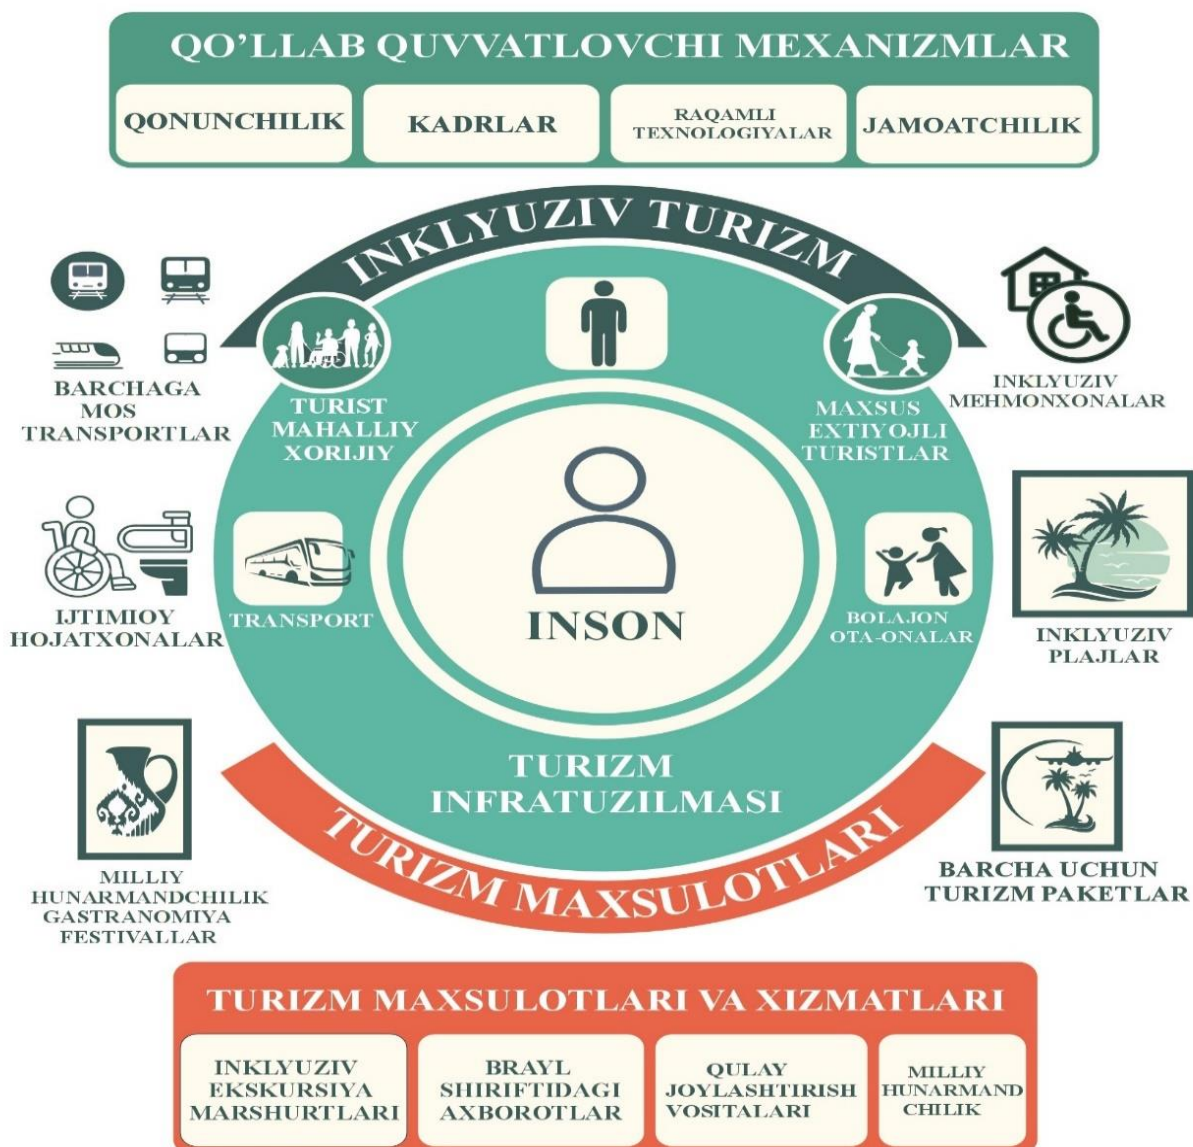 QO'LLAB QUVVATLOVCHI MEXANIZMLAR
QONUNCHILIK
KADRLAR
RAQAMLI
TEXNOLOGIYALAR
JAMOATCHILIK
INKLYUZIV TURIZM
BARCHAGA
MOS
TRANSPORTLAR
TURIST
MAHALLIY
XORIJIY
MAXSUS
EXTIYOJLI
TURISTLAR
INKLYUZIV
MEHMONXONALAR
IJTIMOIY
HOJATXONALAR
TRANSPORT
INSON
BOLAJON
OTA-ONALAR
INKLYUZIV
PLAJLAR
TURIZM
INFRATUZILMASI
TURIZM MAXSULOTLARI
MILLIY
HUNARMANDCHILIK
GASTRANOMIYA
FESTIVALLAR
BARCHA UCHUN
TURIZM PAKETLAR
TURIZM MAXSULOTLARI VA XIZMATLARI
INKLYUZIV
EKSKURSIYA
MARSHURTLARI
BRAYL
SHIRIFTIDAGI
AXBOROTLAR
QULAY
JOYLASHTIRISH
VOSITALARI
MILLIY
HUNARMAND
CHILIK